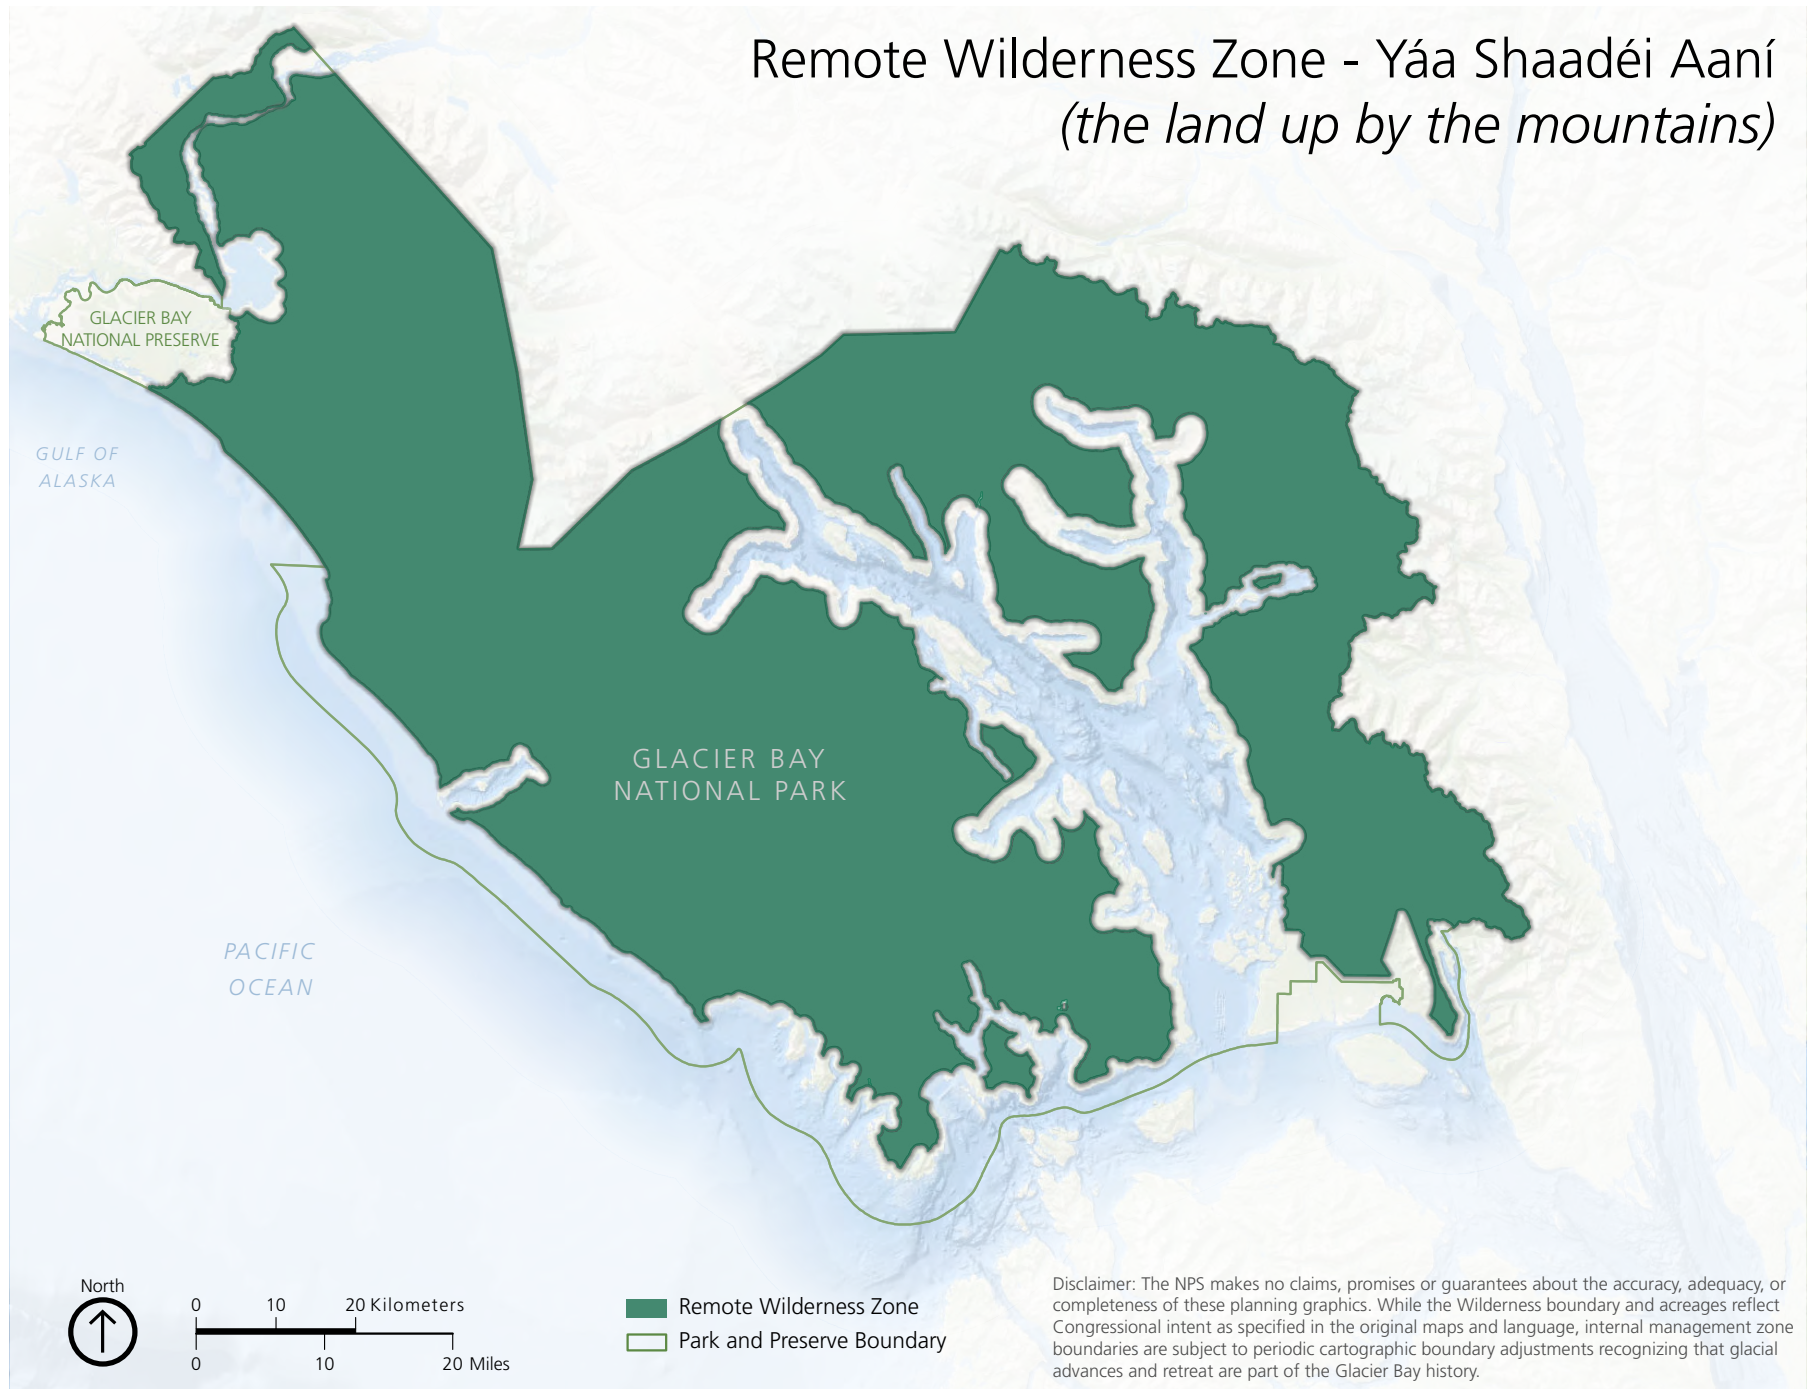 Remote Wilderness Zone - Yáa Shaadéi Aaní
(the land up by the mountains)
GLACIER BAY
NATIONAL PRESERVE
GULF OF
ALASKA
GLACIER BAY
NATIONAL PARK
PACIFIC
OCEAN
North
0 10 20 Kilometers
0 10 20 Miles
Remote Wilderness Zone
Park and Preserve Boundary
Disclaimer: The NPS makes no claims, promises or guarantees about the accuracy, adequacy, or
completeness of these planning graphics. While the Wilderness boundary and acreages reflect
Congressional intent as specified in the original maps and language, internal management zone
boundaries are subject to periodic cartographic boundary adjustments recognizing that glacial
advances and retreat are part of the Glacier Bay history.